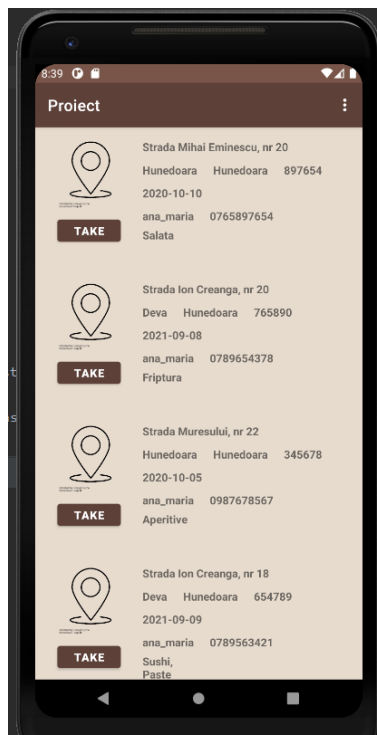 8:39
Proiect
Strada Mihai Eminescu, nr 20
Hunedoara Hunedoara 897654
2020-10-10
ana_maria 0765897654
TAKE
Salata
Strada Ion Creanga, nr 20
Deva Hunedoara 765890
2021-09-08
ana_maria 0789654378
TAKE
Friptura
Strada Muresului, nr 22
Hunedoara Hunedoara 345678
2020-10-05
ana_maria 0987678567
TAKE
Aperitive
Strada Ion Creanga, nr 18
Deva Hunedoara 654789
2021-09-09
ana_maria 0789563421
TAKE
Sushi,
Paste